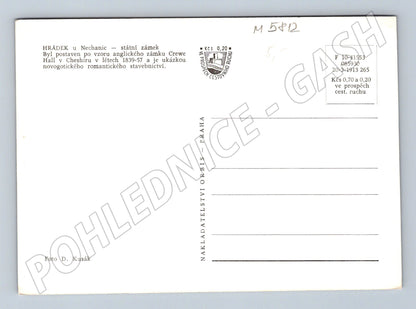 M 5812
HRÁDEK u Nechanic — státní zámek
Byl postaven po vzoru anglického zámku Crewe
Hall v Cheshiru v létech 1839-57 a je ukázkou
novogotického romantického stavebnictví.
Kčs 0,20
Kčs 0,70 a 0,20
ve prospěch
cest. ruchu
NAKLADATELSTVÍ ORBIS - PRAHA
Foto D. Kusák
POHLEDNICE - GASH